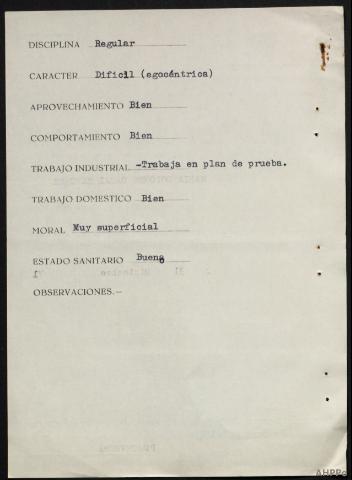 DISCIPLINA Regular
CARACTER Dificil (egocéntrica)
APROVECHAMIENTO Bien
COMPORTAMIENTO Bien
TRABAJO INDUSTRIAL -Trabaja en plan de prueba.
TRABAJO DOMESTICO Bien
MORAL Muy superficial
ESTADO SANITARIO Bueno
OBSERVACIONES.—
AHPPo